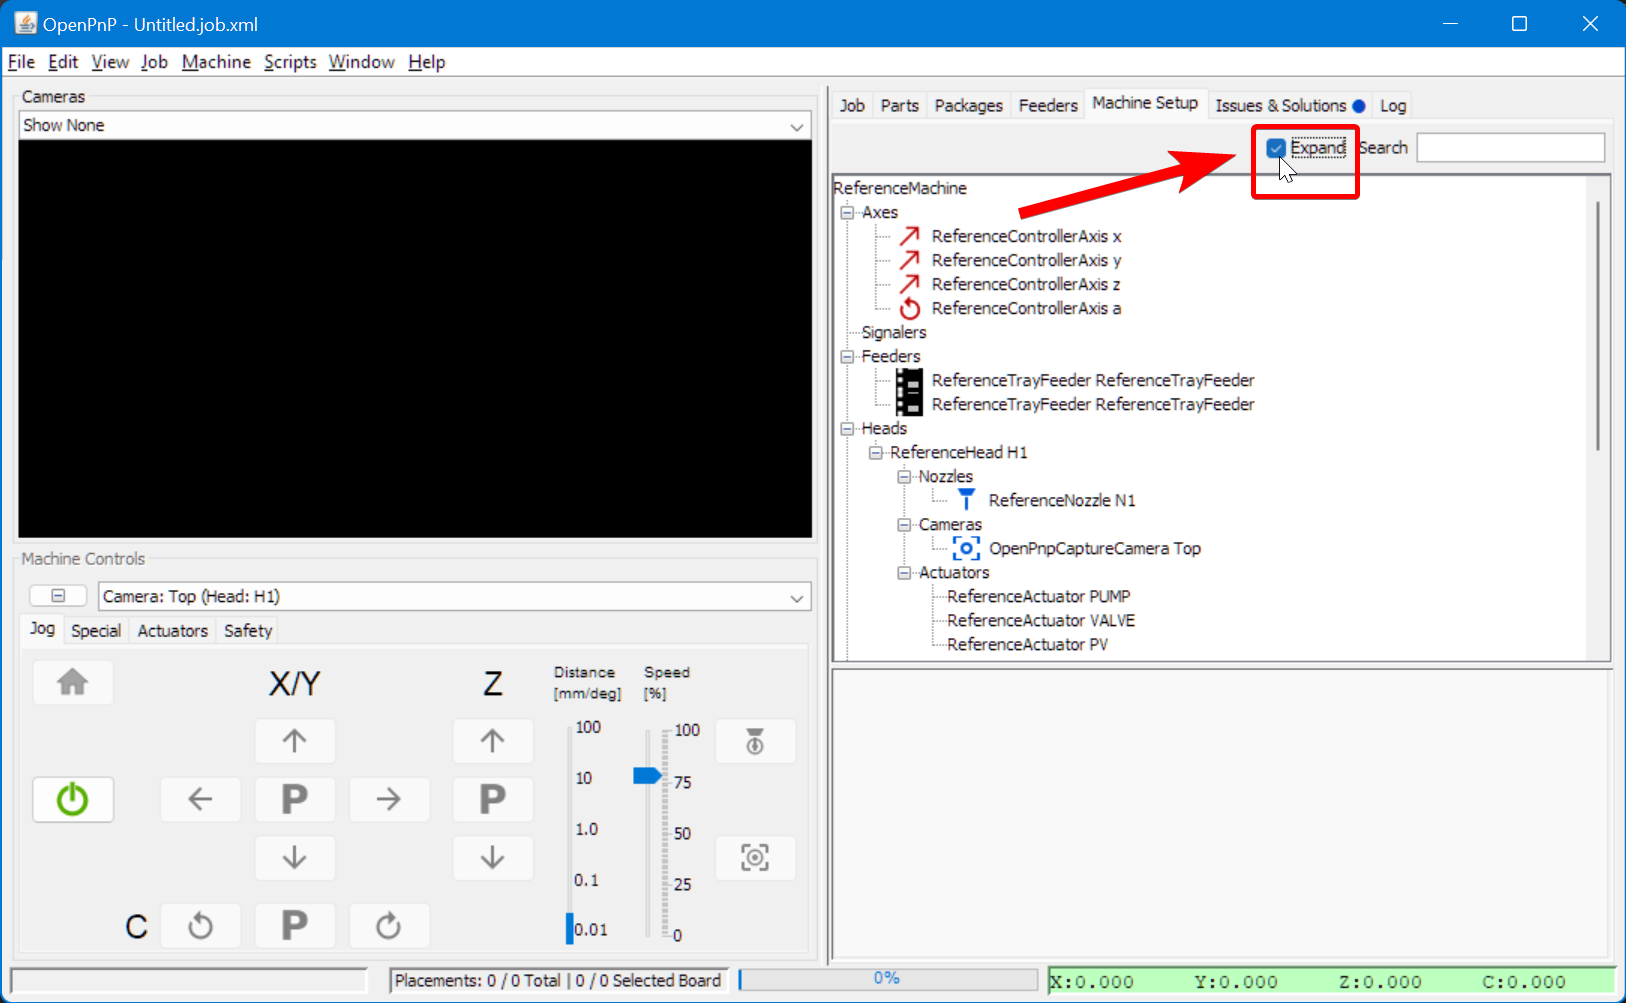 OpenPnP - Untitled.job.xml
File Edit View Job Machine Scripts Window Help
Cameras
Show None
Machine Controls
Camera: Top (Head: H1)
Jog Special Actuators Safety
X/Y
Z
Distance
[mm/deg]
Speed
[%]
100
10
1.0
0.1
0.01
100
75
50
25
0
P
P
C
P
Job Parts Packages Feeders Machine Setup Issues & Solutions Log
Expand Search
ReferenceMachine
Axes
ReferenceControllerAxis x
ReferenceControllerAxis y
ReferenceControllerAxis z
ReferenceControllerAxis a
Signalers
Feeders
ReferenceTrayFeeder ReferenceTrayFeeder
ReferenceTrayFeeder ReferenceTrayFeeder
Heads
ReferenceHead H1
Nozzles
ReferenceNozzle N1
Cameras
OpenPnpCaptureCamera Top
Actuators
ReferenceActuator PUMP
ReferenceActuator VALVE
ReferenceActuator PV
Placements: 0 / 0 Total | 0 / 0 Selected Board
0%
X:0.000 Y:0.000 Z:0.000 C:0.000